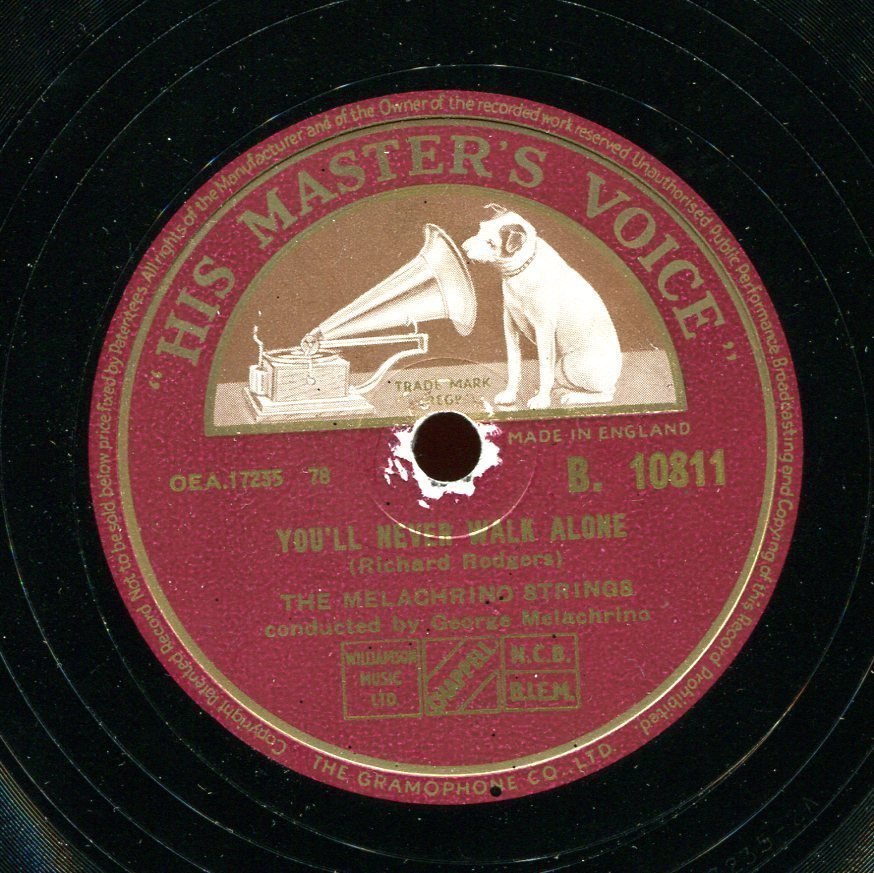 Copyright Patented Record Not to be sold below price fixed by Patentees. All rights of the Manufacturer and of the Owner of the recorded work reserved Unauthorised Public Performance Broadcasting and Copying of this Record Prohibited.
"HIS MASTER'S VOICE"
TRADE MARK
REGD.
MADE IN ENGLAND
OEA.17235 78 B. 10811
YOU'LL NEVER WALK ALONE
(Richard Rodgers)
THE MELACHRINO STRINGS
conducted by George Melachrino
WILLIAMSON
MUSIC
LTD.
CHAPPELL
N.C.B.
B.I.E.M.
THE GRAMOPHONE CO., LTD.